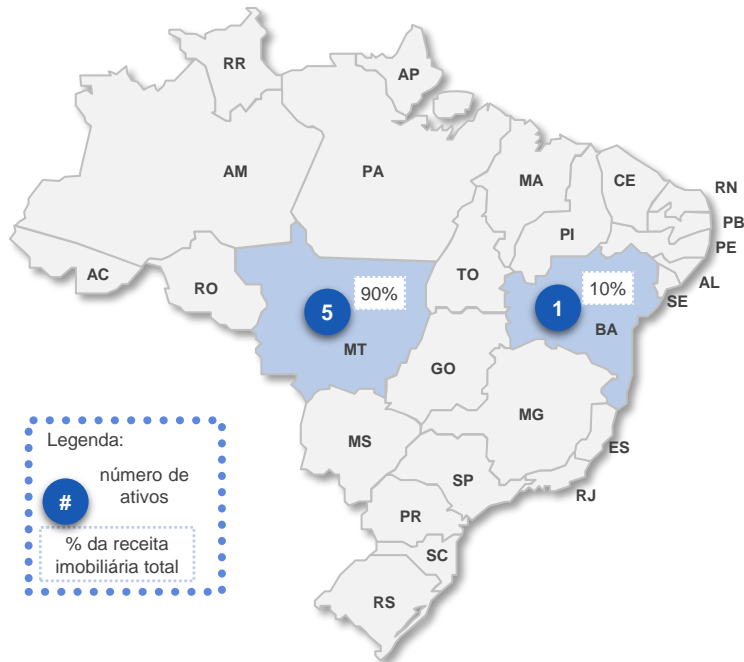 RR
AP
AM
PA
MA
CE
RN
PB
PI
PE
AC
RO
TO
AL
SE
90%
5
MT
10%
1
BA
GO
MG
MS
ES
SP
RJ
PR
SC
RS
Legenda:
#
número de
ativos
% da receita
imobiliária total